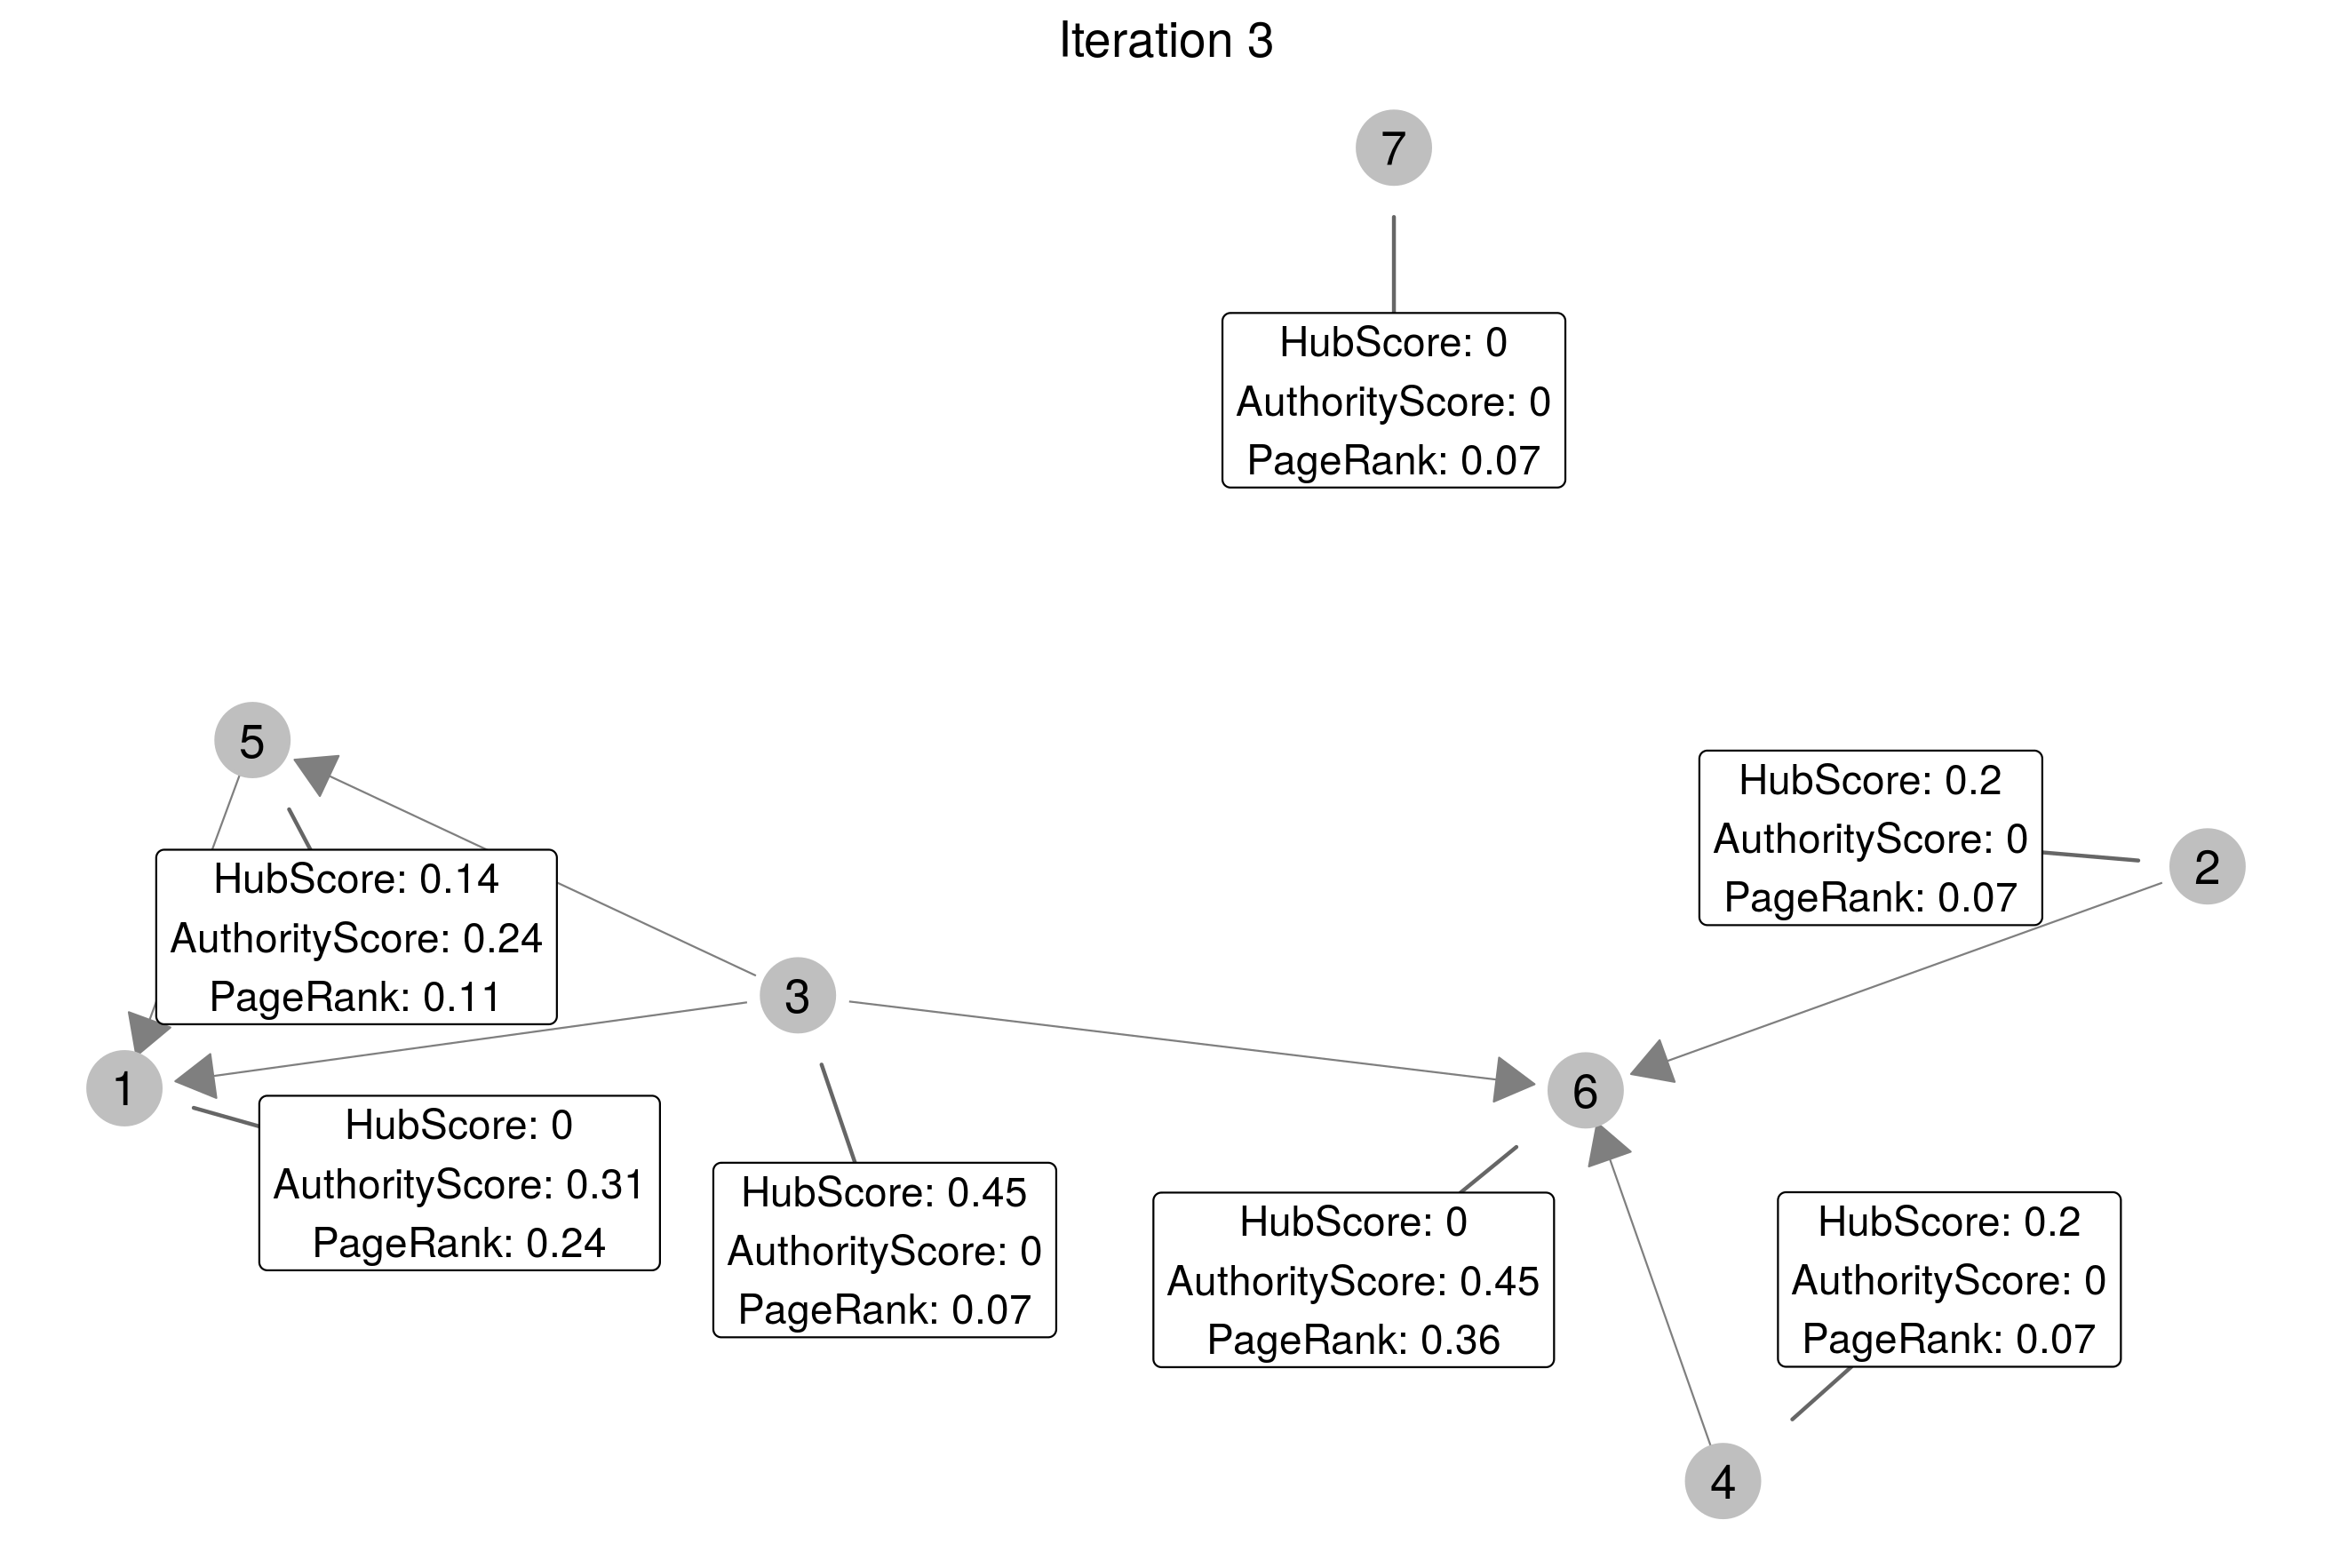 Iteration 3
7
HubScore: 0
AuthorityScore: 0
PageRank: 0.07
5
HubScore: 0.14
AuthorityScore: 0.24
PageRank: 0.11
HubScore: 0.2
AuthorityScore: 0
PageRank: 0.07
2
3
1
6
HubScore: 0
AuthorityScore: 0.31
PageRank: 0.24
HubScore: 0.45
AuthorityScore: 0
PageRank: 0.07
HubScore: 0
AuthorityScore: 0.45
PageRank: 0.36
HubScore: 0.2
AuthorityScore: 0
PageRank: 0.07
4